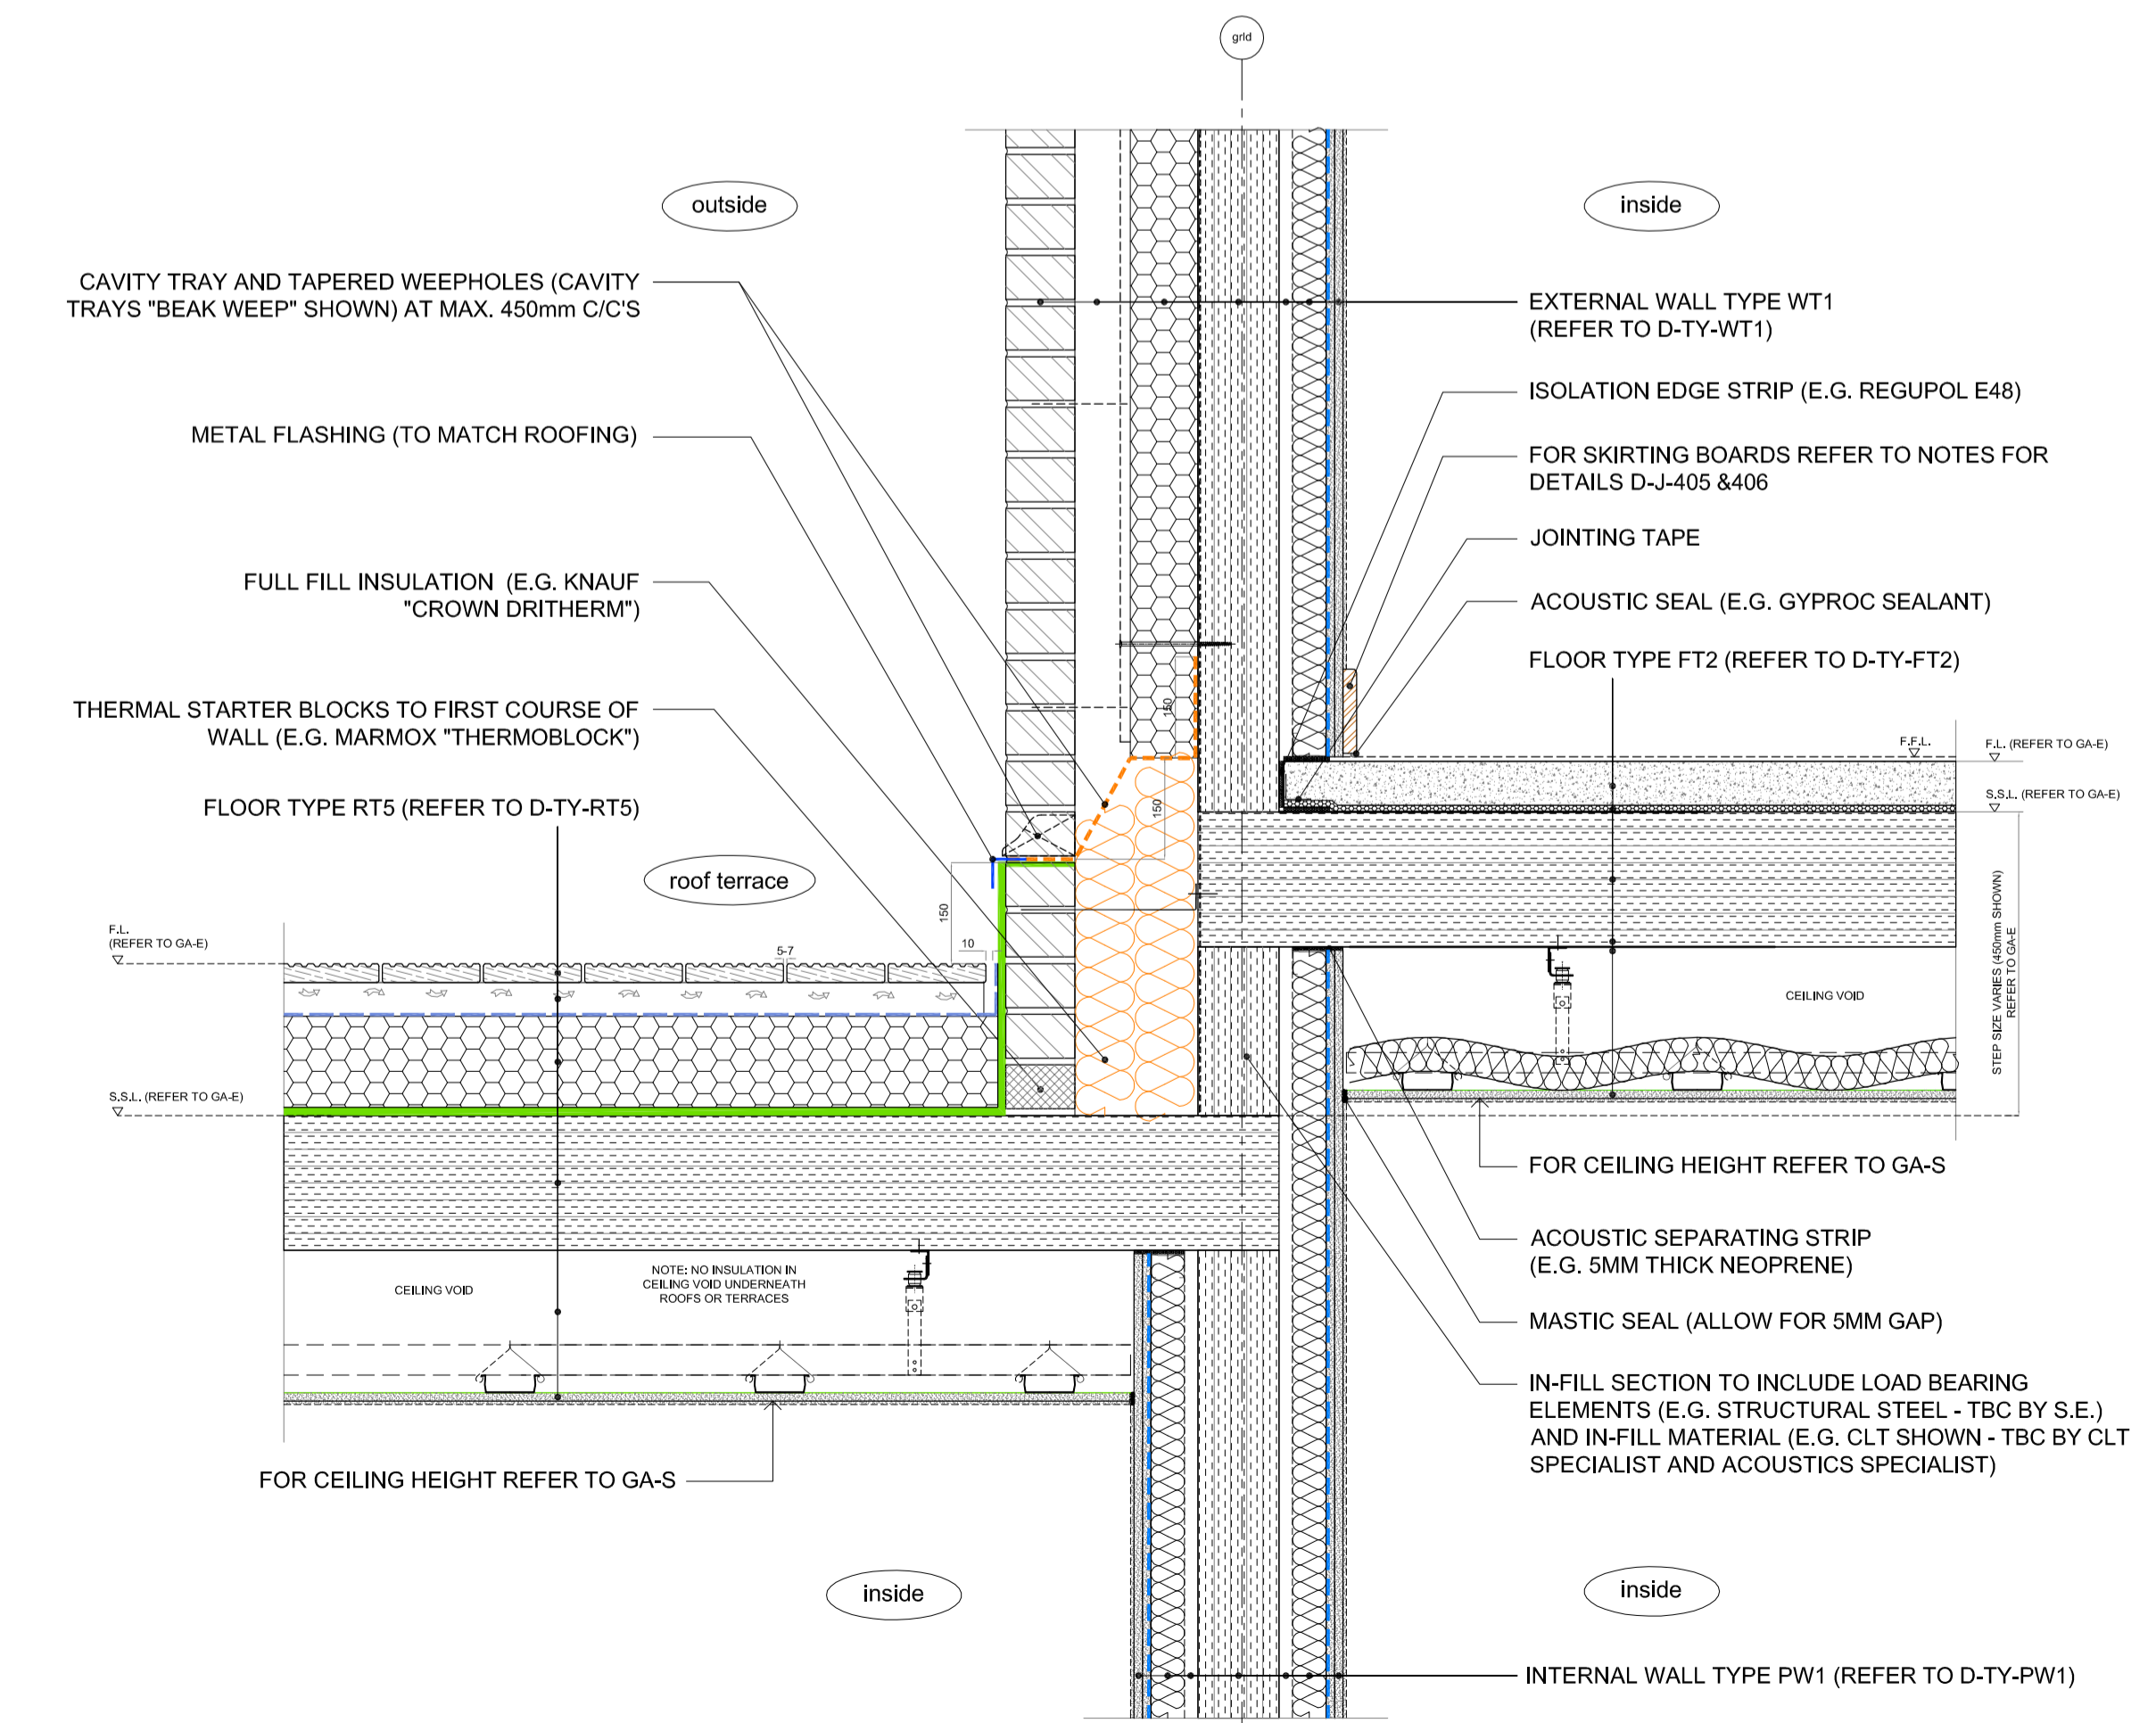 grid
outside
inside
CAVITY TRAY AND TAPERED WEEPHOLES (CAVITY
TRAYS "BEAK WEEP" SHOWN) AT MAX. 450mm C/C'S
METAL FLASHING (TO MATCH ROOFING)
FULL FILL INSULATION (E.G. KNAUF
"CROWN DRITHERM")
THERMAL STARTER BLOCKS TO FIRST COURSE OF
WALL (E.G. MARMOX "THERMOBLOCK")
FLOOR TYPE RT5 (REFER TO D-TY-RT5)
roof terrace
EXTERNAL WALL TYPE WT1
(REFER TO D-TY-WT1)
ISOLATION EDGE STRIP (E.G. REGUPOL E48)
FOR SKIRTING BOARDS REFER TO NOTES FOR
DETAILS D-J-405 &406
JOINTING TAPE
ACOUSTIC SEAL (E.G. GYPROC SEALANT)
FLOOR TYPE FT2 (REFER TO D-TY-FT2)
150
150
150
10
5-7
F.F.L.
F.L. (REFER TO GA-E)
S.S.L. (REFER TO GA-E)
F.L.
(REFER TO GA-E)
S.S.L. (REFER TO GA-E)
STEP SIZE VARIES (450mm SHOWN)
REFER TO GA-E
CEILING VOID
CEILING VOID
NOTE: NO INSULATION IN
CEILING VOID UNDERNEATH
ROOFS OR TERRACES
FOR CEILING HEIGHT REFER TO GA-S
FOR CEILING HEIGHT REFER TO GA-S
ACOUSTIC SEPARATING STRIP
(E.G. 5MM THICK NEOPRENE)
MASTIC SEAL (ALLOW FOR 5MM GAP)
IN-FILL SECTION TO INCLUDE LOAD BEARING
ELEMENTS (E.G. STRUCTURAL STEEL - TBC BY S.E.)
AND IN-FILL MATERIAL (E.G. CLT SHOWN - TBC BY CLT
SPECIALIST AND ACOUSTICS SPECIALIST)
inside
inside
INTERNAL WALL TYPE PW1 (REFER TO D-TY-PW1)